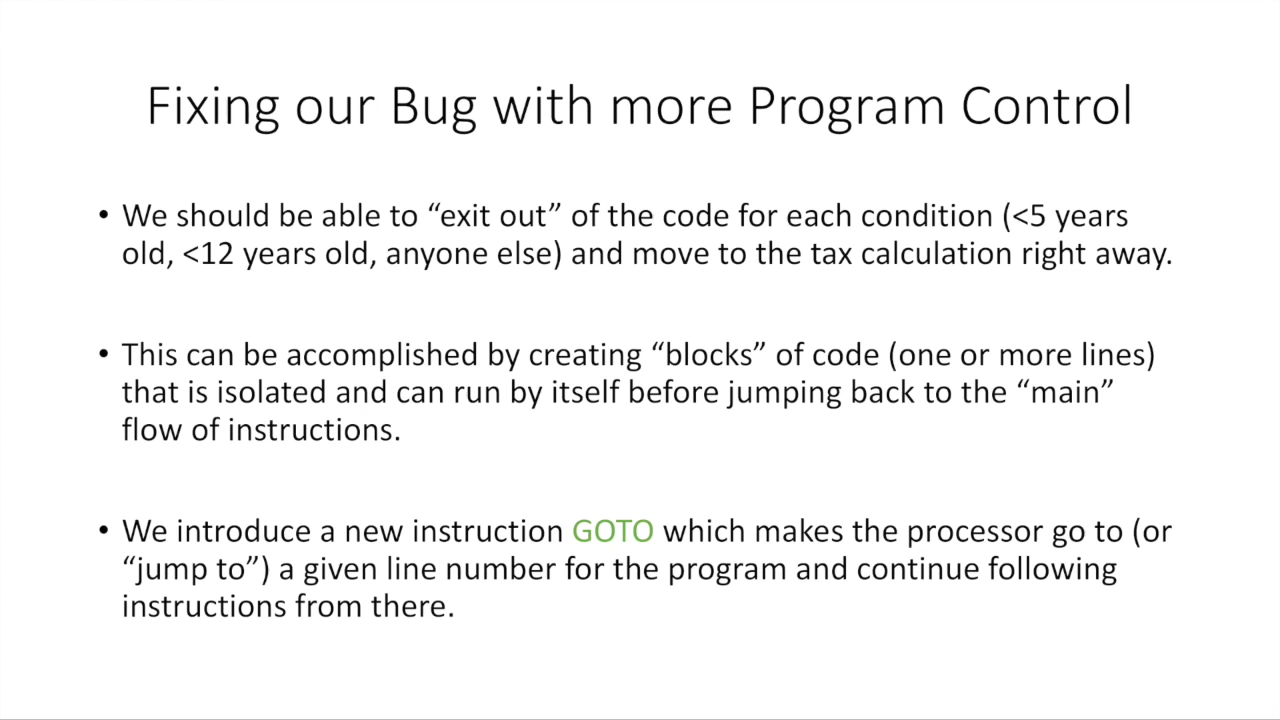 Fixing our Bug with more Program Control
• We should be able to “exit out” of the code for each condition (<5 years
old, <12 years old, anyone else) and move to the tax calculation right away.
• This can be accomplished by creating “blocks” of code (one or more lines)
that is isolated and can run by itself before jumping back to the “main”
flow of instructions.
• We introduce a new instruction GOTO which makes the processor go to (or
“jump to”) a given line number for the program and continue following
instructions from there.